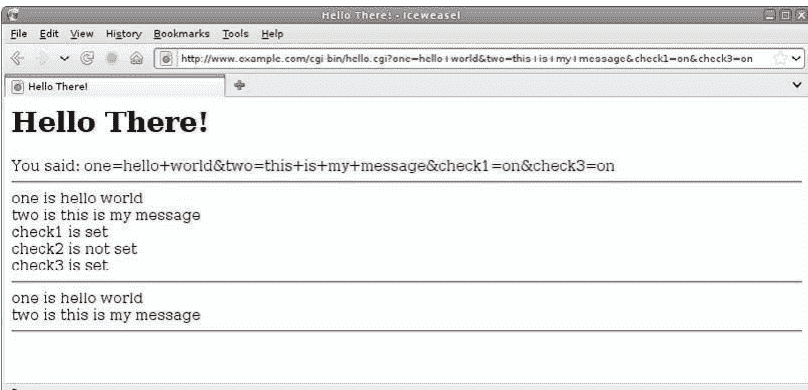 Hello There! - Iceweasel
File Edit View History Bookmarks Tools Help
http://www.example.com/cgi-bin/hello.cgi?one=hello+world&two=this+is+my+message&check1=on&check3=on
Hello There!
Hello There!
You said: one=hello+world&two=this+is+my+message&check1=on&check3=on
one is hello world
two is this is my message
check1 is set
check2 is not set
check3 is set
one is hello world
two is this is my message